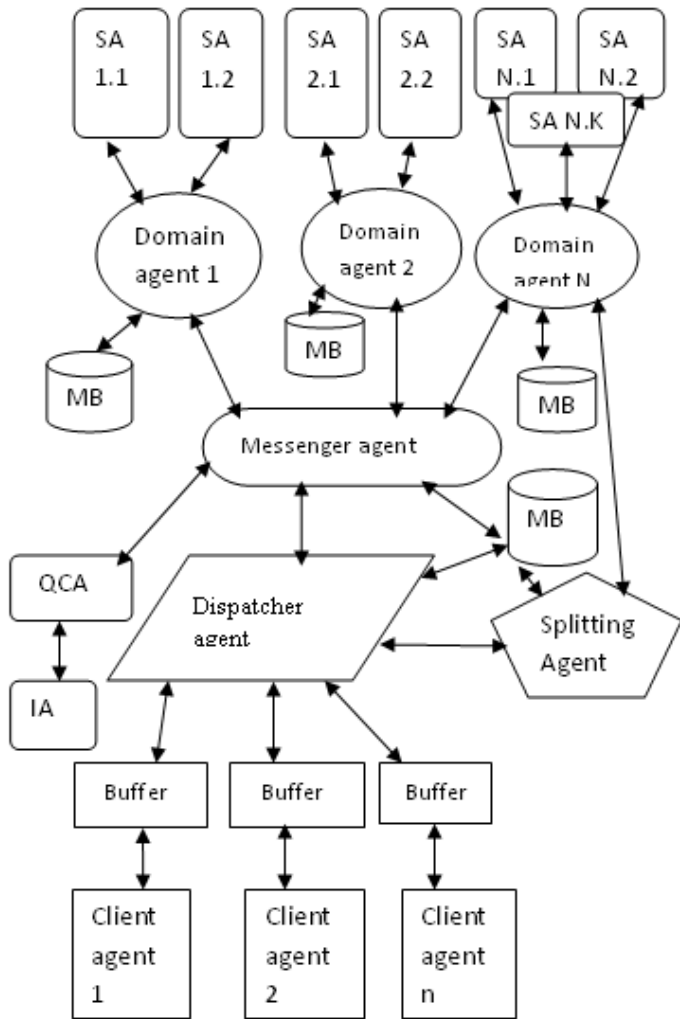 SA
1.1
SA
1.2
SA
2.1
SA
2.2
SA
N.1
SA
N.2
SA N.K
Domain
agent 1
Domain
agent 2
Domain
agent N
MB
MB
MB
Messenger agent
MB
QCA
Dispatcher
agent
Splitting
Agent
IA
Buffer
Buffer
Buffer
Client
agent
1
Client
agent
2
Client
agent
n